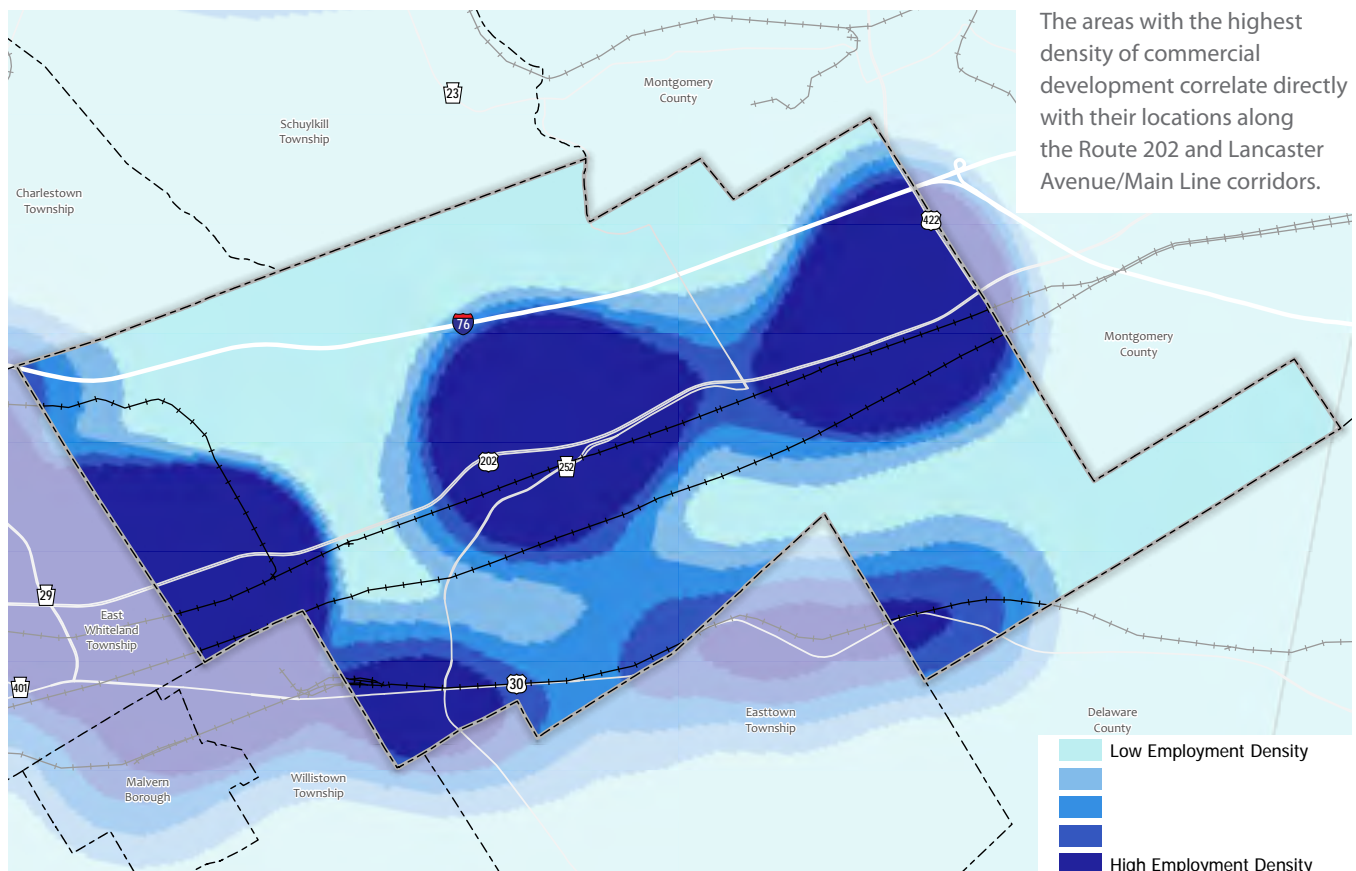 The areas with the highest
density of commercial
development correlate directly
with their locations along
the Route 202 and Lancaster
Avenue/Main Line corridors.
23
Montgomery
County
Schuylkill
Township
Charlestown
Township
422
76
Montgomery
County
202
252
29
East
Whiteland
Township
401
30
Easttown
Township
Delaware
County
Malvern
Borough
Willistown
Township
Low Employment Density
High Employment Density